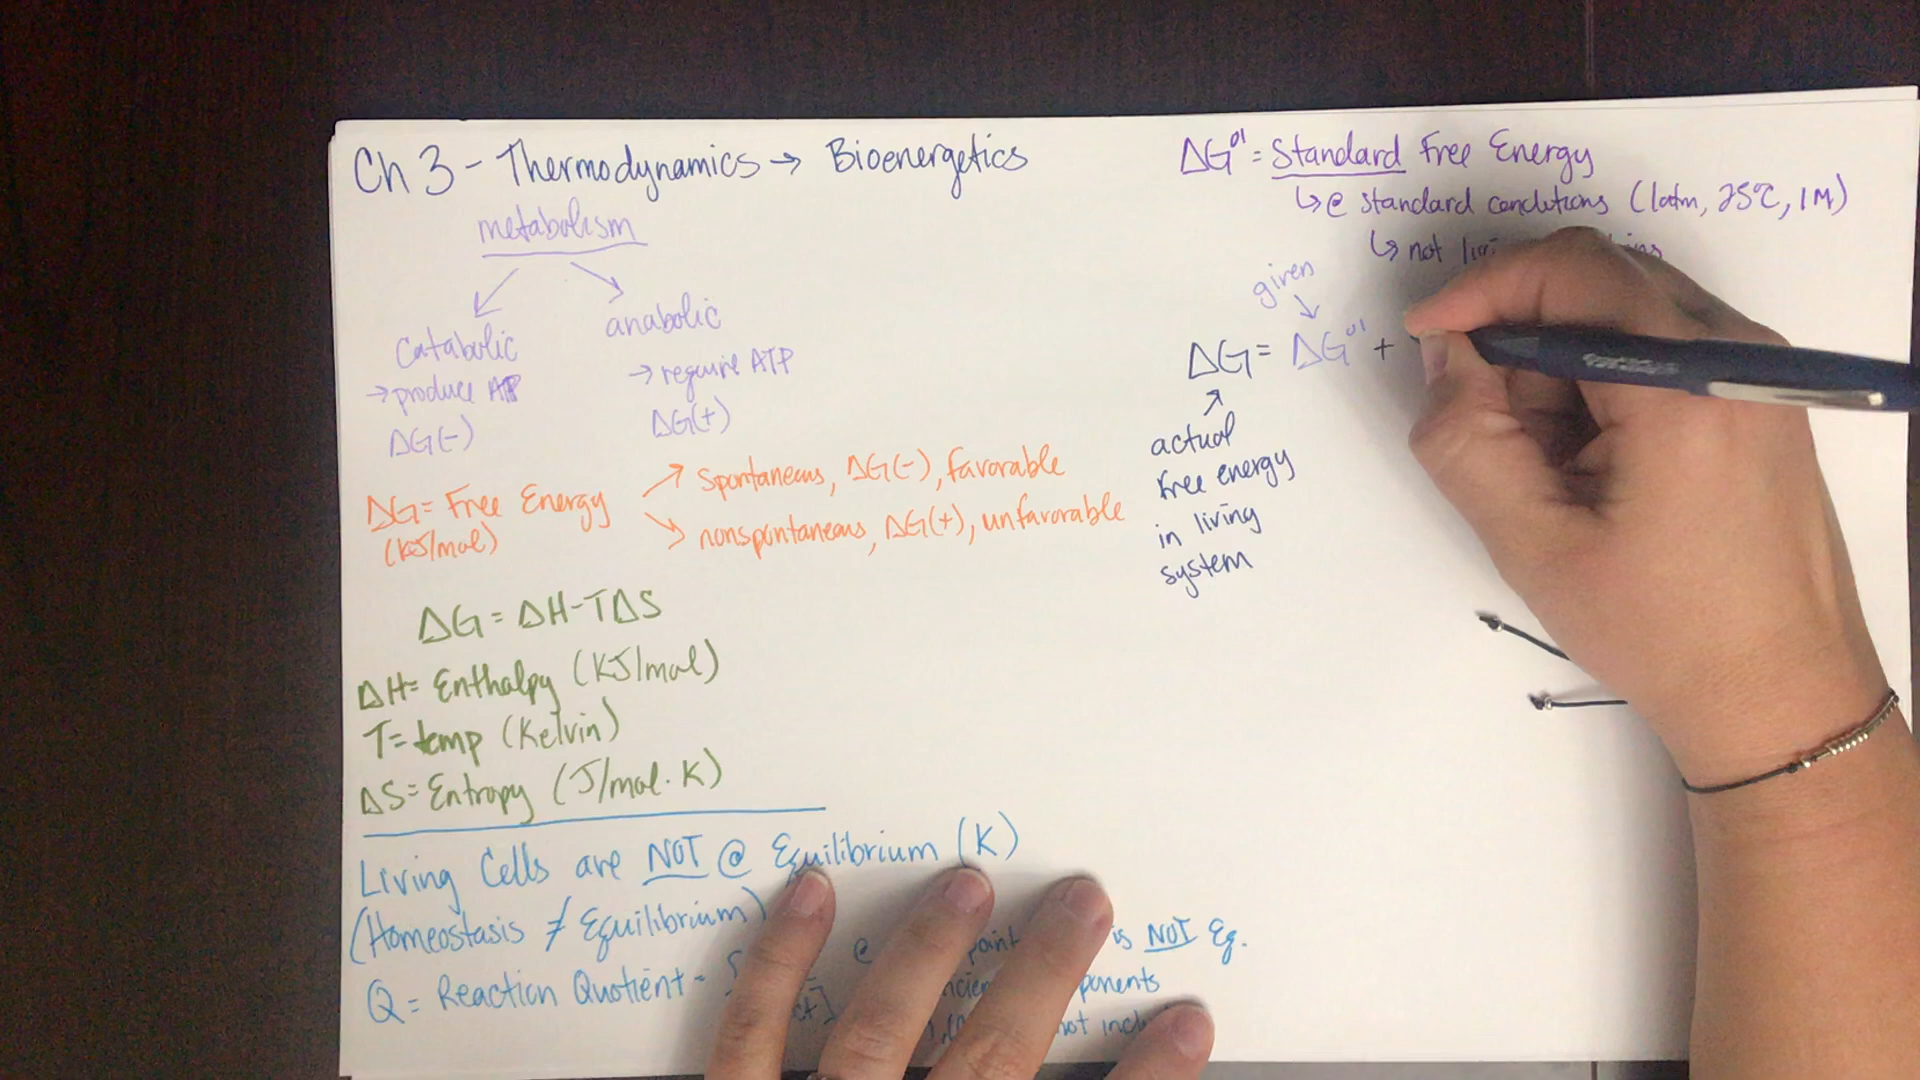 Ch 3 - Thermodynamics → Bioenergetics
metabolism
Catabolic
→ produce ATP
ΔG(-)
anabolic
→ require ATP
ΔG(+)
ΔG = Free Energy
(KJ/mol)
↗ Spontaneous, ΔG(-), favorable
↘ nonspontaneous, ΔG(+), unfavorable
ΔG = ΔH-TΔS
ΔH = Enthalpy (KJ/mol)
T = temp (Kelvin)
ΔS = Entropy (J/mol·K)
Living Cells are NOT @ Equilibrium (K)
(Homeostasis ≠ Equilibrium)
Q = Reaction Quotient -
@ point is NOT Eq.
not
ΔG°' = Standard Free Energy
↳ @ standard conditions (1atm, 25°C, 1M)
↳ not
given
↓
ΔG = ΔG°' +
↗
actual
free energy
in living
system